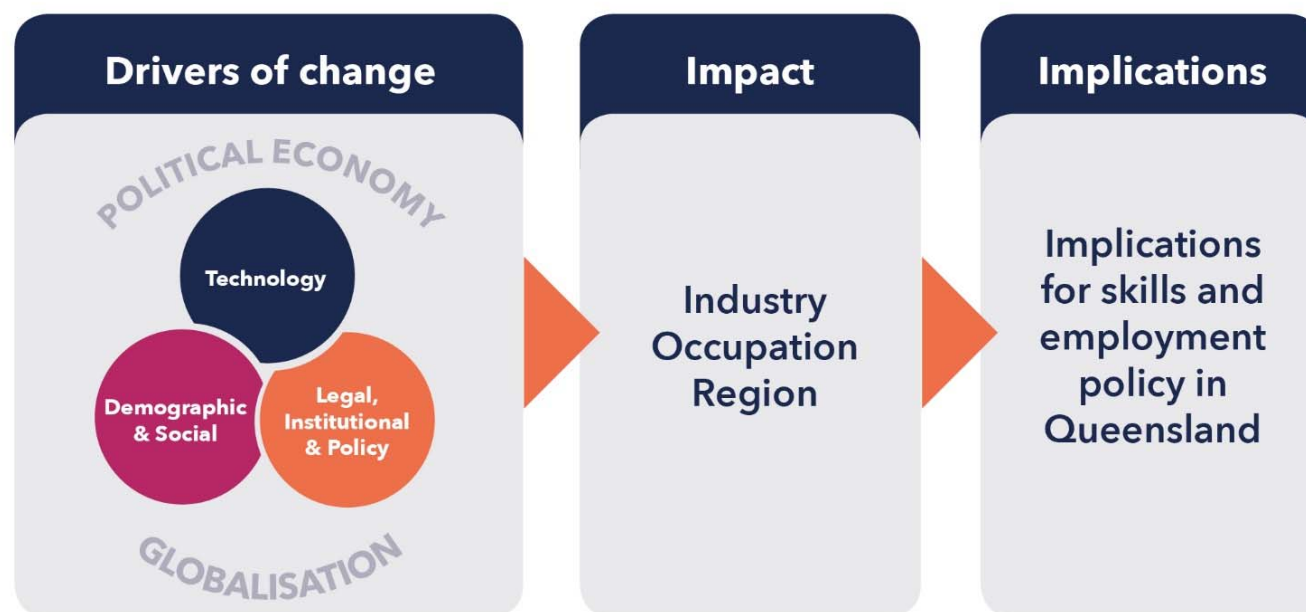 Drivers of change
POLITICAL ECONOMY
Technology
Demographic
& Social
Legal,
Institutional
& Policy
GLOBALISATION
Impact
Industry
Occupation
Region
Implications
Implications
for skills and
employment
policy in
Queensland